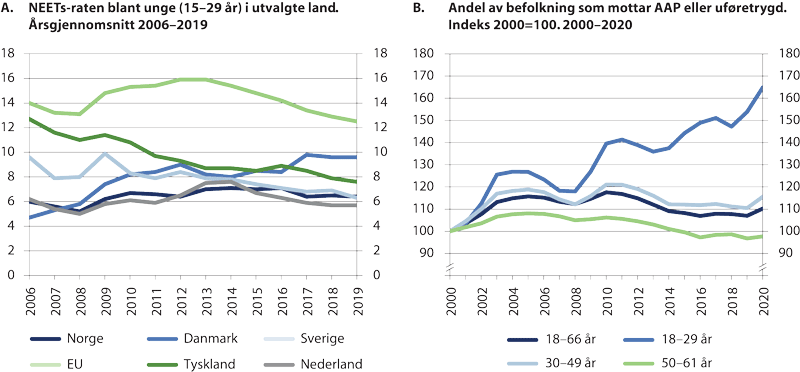 A. NEETs-raten blant unge (15–29 år) i utvalgte land.
Årsgjennomsnitt 2006–2019
18 18
16 16
14 14
12 12
10 10
8 8
6 6
4 4
2 2
0 0
2006 2007 2008 2009 2010 2011 2012 2013 2014 2015 2016 2017 2018 2019
Norge Danmark Sverige
EU Tyskland Nederland
B. Andel av befolkning som mottar AAP eller uføretrygd.
Indeks 2000=100. 2000–2020
180 180
170 170
160 160
150 150
140 140
130 130
120 120
110 110
100 100
90 90
2000 2002 2004 2006 2008 2010 2012 2014 2016 2018 2020
18–66 år 18–29 år
30–49 år 50–61 år